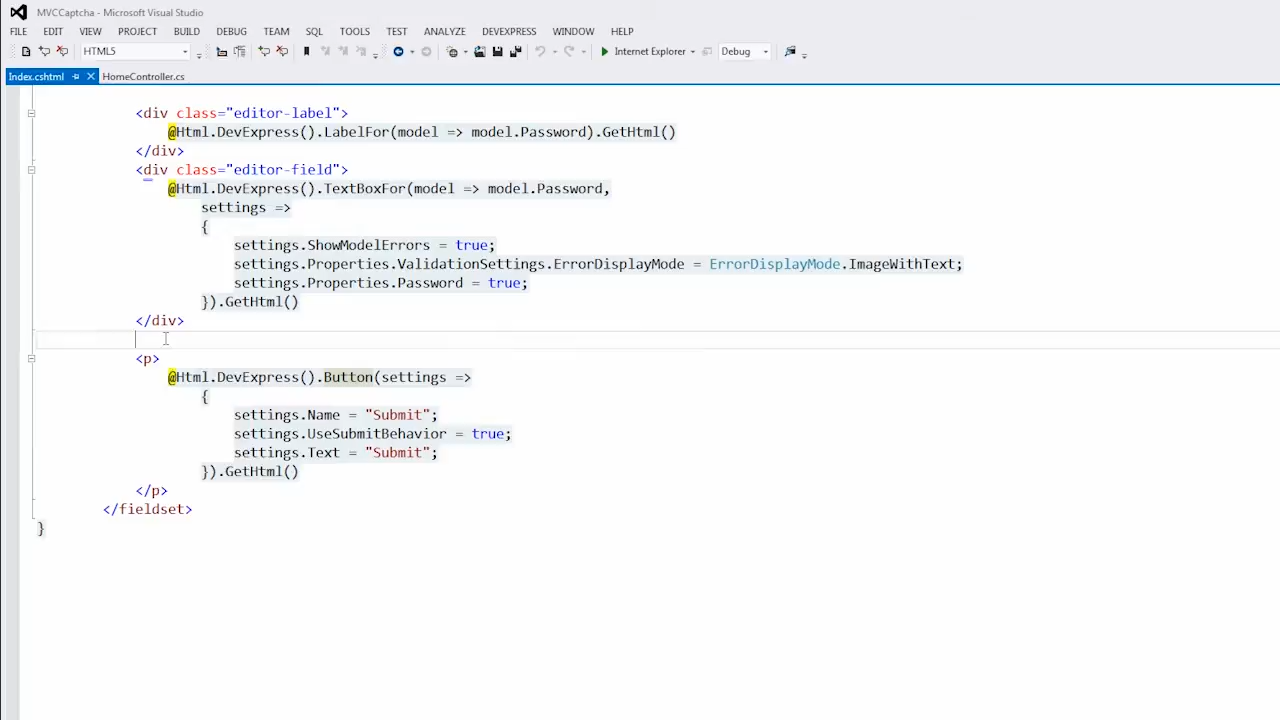 MVCCaptcha - Microsoft Visual Studio
FILE EDIT VIEW PROJECT BUILD DEBUG TEAM SQL TOOLS TEST ANALYZE DEVEXPRESS WINDOW HELP
HTML5 Internet Explorer Debug
Index.cshtml HomeController.cs
<div class="editor-label">
@Html.DevExpress().LabelFor(model => model.Password).GetHtml()
</div>
<div class="editor-field">
@Html.DevExpress().TextBoxFor(model => model.Password,
settings =>
{
settings.ShowModelErrors = true;
settings.Properties.ValidationSettings.ErrorDisplayMode = ErrorDisplayMode.ImageWithText;
settings.Properties.Password = true;
}).GetHtml()
</div>
<p>
@Html.DevExpress().Button(settings =>
{
settings.Name = "Submit";
settings.UseSubmitBehavior = true;
settings.Text = "Submit";
}).GetHtml()
</p>
</fieldset>
}